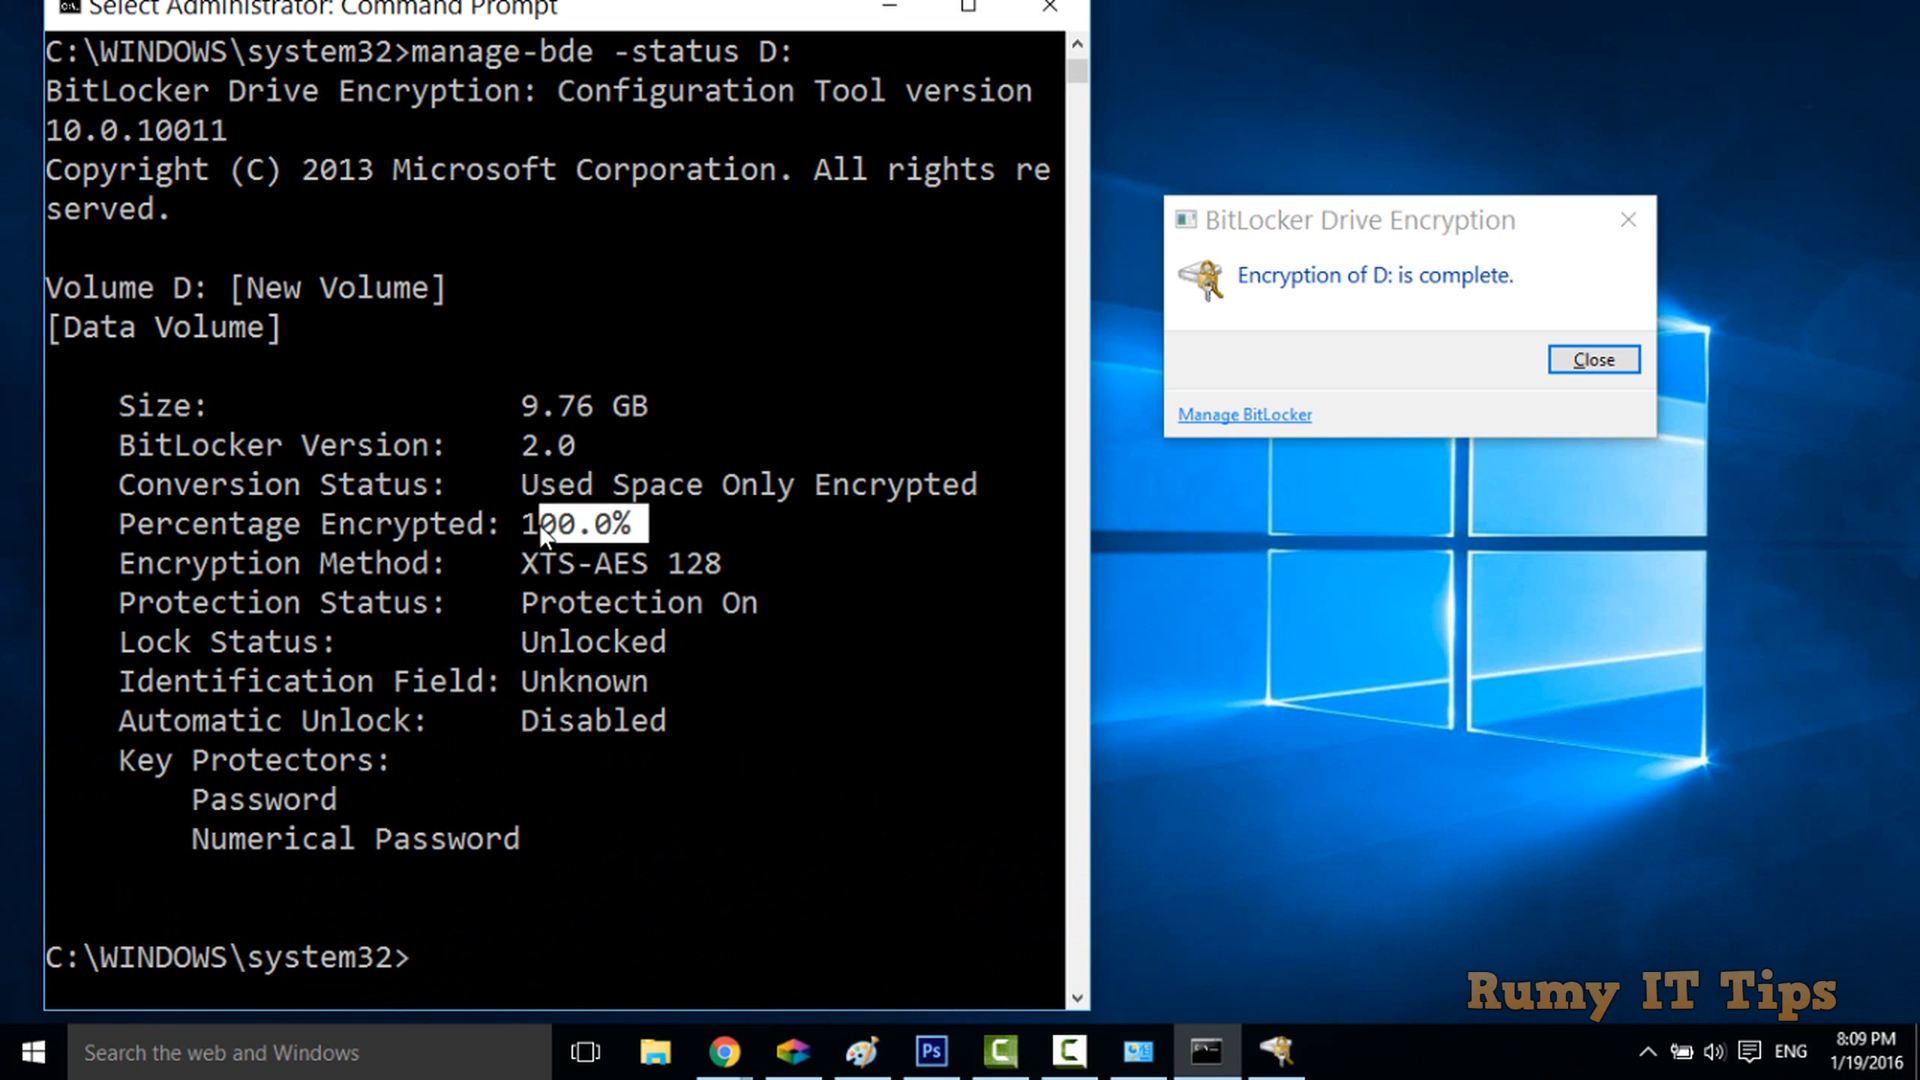 Select Administrator: Command Prompt
C:\WINDOWS\system32>manage-bde -status D:
BitLocker Drive Encryption: Configuration Tool version
10.0.10011
Copyright (C) 2013 Microsoft Corporation. All rights re
served.
Volume D: [New Volume]
[Data Volume]
Size: 9.76 GB
BitLocker Version: 2.0
Conversion Status: Used Space Only Encrypted
Percentage Encrypted: 100.0%
Encryption Method: XTS-AES 128
Protection Status: Protection On
Lock Status: Unlocked
Identification Field: Unknown
Automatic Unlock: Disabled
Key Protectors:
Password
Numerical Password
C:\WINDOWS\system32>
BitLocker Drive Encryption
Encryption of D: is complete.
Close
Manage BitLocker
Rumy IT Tips
Search the web and Windows
Ps
ENG
8:09 PM
1/19/2016